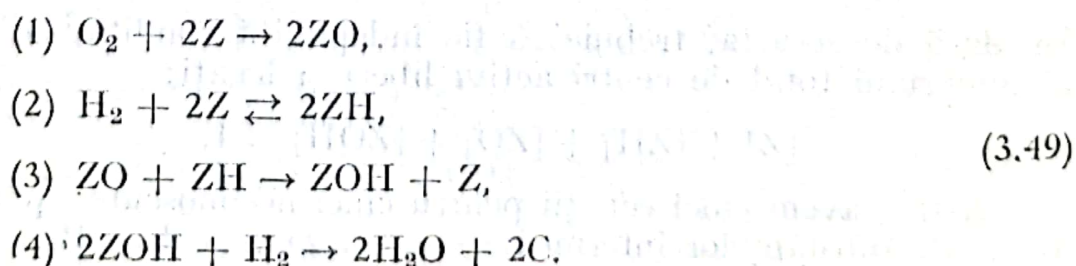 (1) O₂ + 2Z → 2ZO,
(2) H₂ + 2Z ⇄ 2ZH,
(3) ZO + ZH → ZOH + Z,
(3.49)
(4) 2ZOH + H₂ → 2H₂O + 2C.